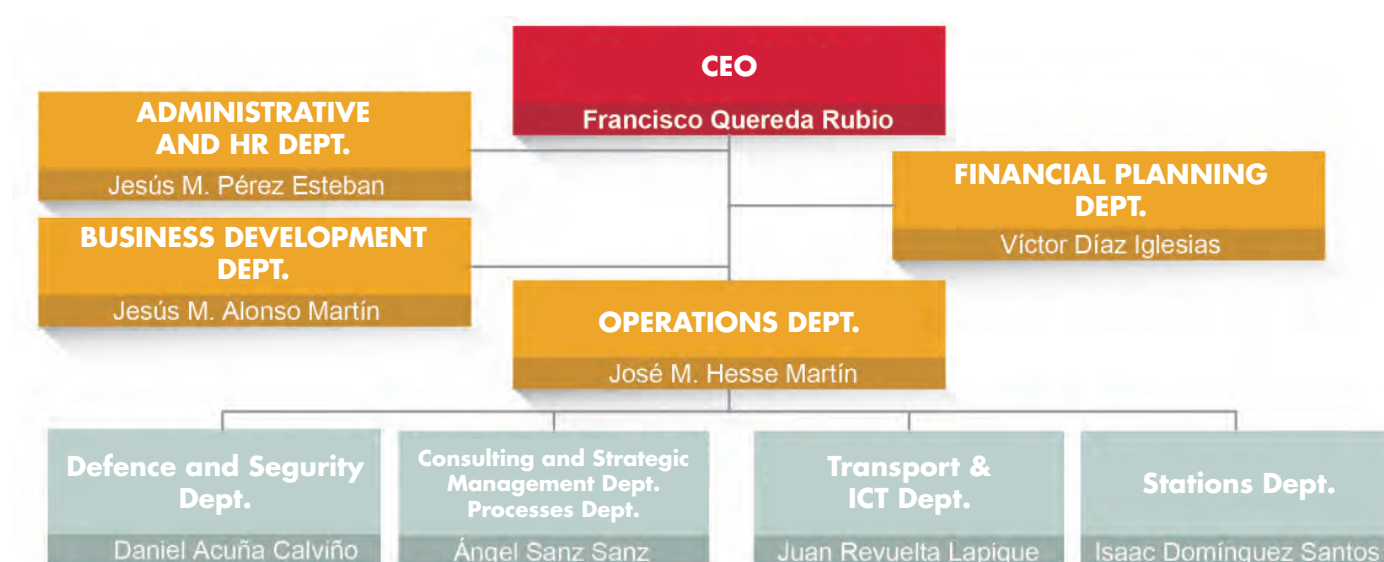 CEO
Francisco Quereda Rubio
ADMINISTRATIVE
AND HR DEPT.
Jesús M. Pérez Esteban
FINANCIAL PLANNING
DEPT.
Víctor Díaz Iglesias
BUSINESS DEVELOPMENT
DEPT.
Jesús M. Alonso Martín
OPERATIONS DEPT.
José M. Hesse Martín
Defence and Segurity
Dept.
Daniel Acuña Calviño
Consulting and Strategic
Management Dept.
Processes Dept.
Ángel Sanz Sanz
Transport &
ICT Dept.
Juan Revuelta Lapique
Stations Dept.
Isaac Domínguez Santos